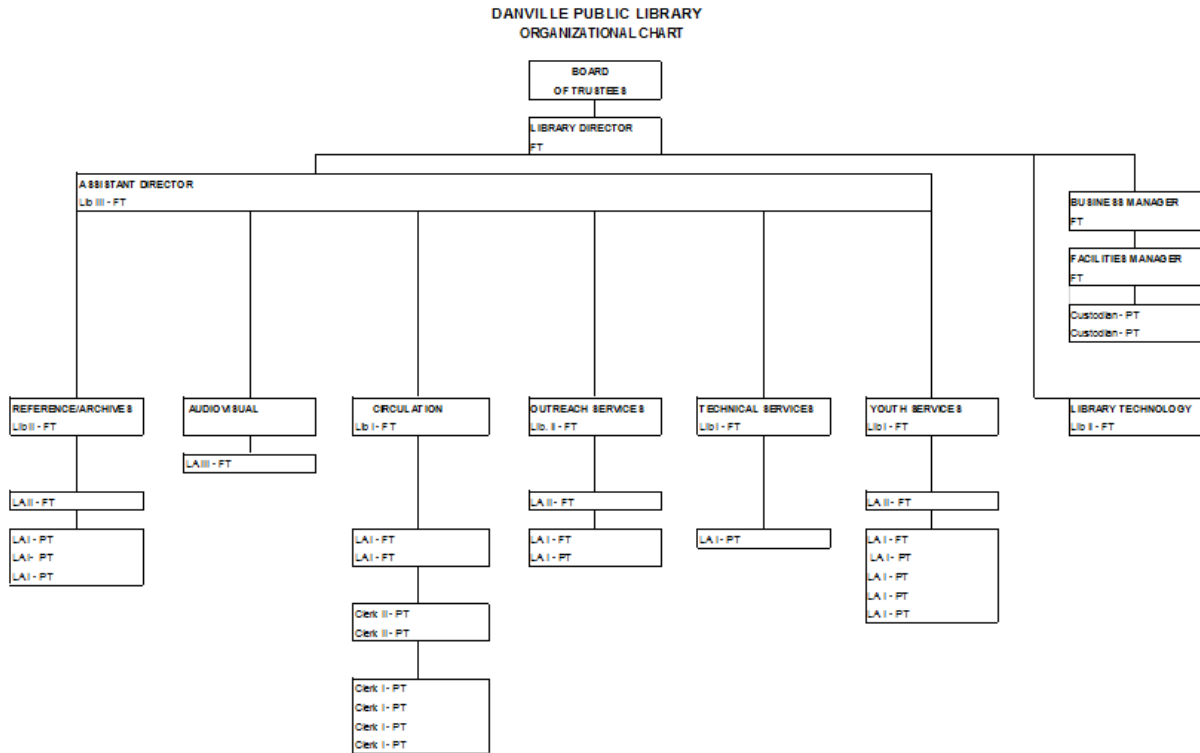 DANVILLE PUBLIC LIBRARY
ORGANIZATIONAL CHART
BOARD
OF TRUSTEES
LIBRARY DIRECTOR
FT
ASSISTANT DIRECTOR
Lib III - FT
BUSINESS MANAGER
FT
FACILITIES MANAGER
FT
Custodian - PT
Custodian - PT
REFERENCE/ARCHIVES
Lib II - FT
LA II - FT
LA I - PT
LA I- PT
LA I - PT
AUDIOVISUAL
LA III - FT
CIRCULATION
Lib I - FT
LA I - FT
LA I - FT
Clerk II - PT
Clerk II - PT
Clerk I - PT
Clerk I - PT
Clerk I - PT
Clerk I - PT
OUTREACH SERVICES
Lib. II - FT
LA II - FT
LA I - FT
LA I - PT
TECHNICAL SERVICES
Lib I - FT
LA I - PT
YOUTH SERVICES
Lib I - FT
LA II - FT
LA I - FT
LA I - PT
LA I - PT
LA I - PT
LA I - PT
LIBRARY TECHNOLOGY
Lib II - FT